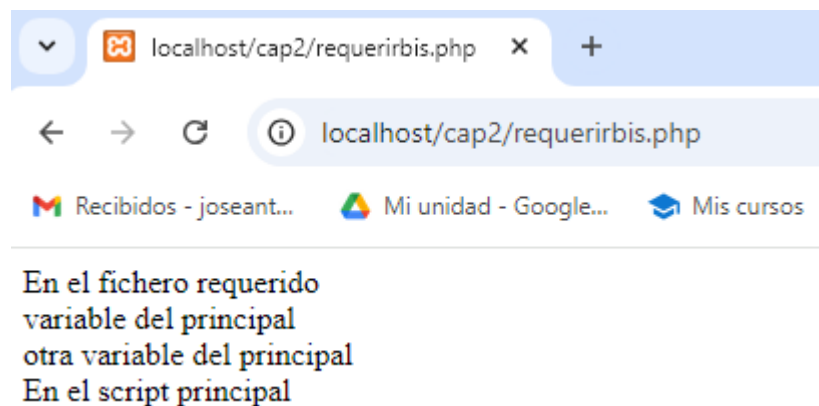 localhost/cap2/requerirbis.php
localhost/cap2/requerirbis.php
Recibidos - joseant... Mi unidad - Google... Mis cursos
En el fichero requerido
variable del principal
otra variable del principal
En el script principal